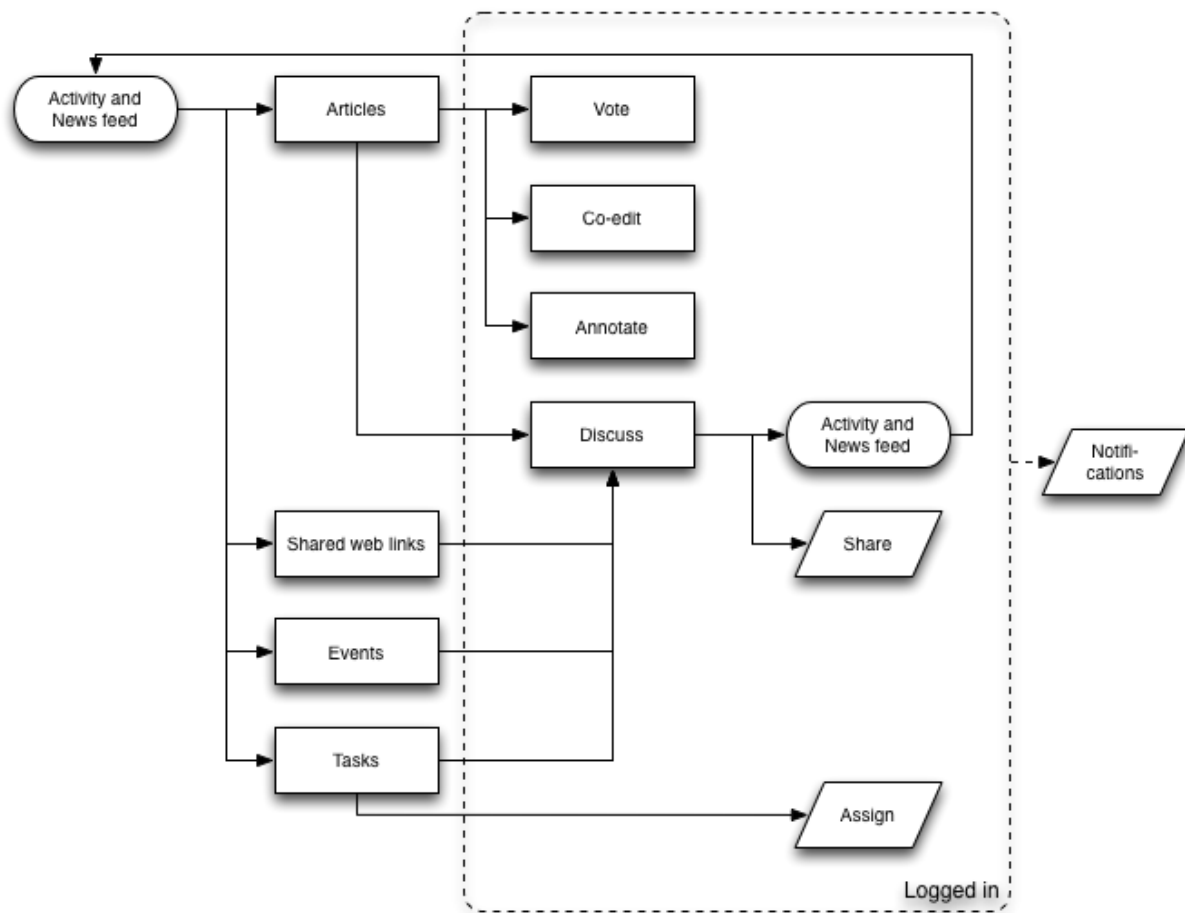 Activity and
News feed
Articles
Vote
Co-edit
Annotate
Discuss
Activity and
News feed
Notifi-
cations
Shared web links
Share
Events
Tasks
Assign
Logged in